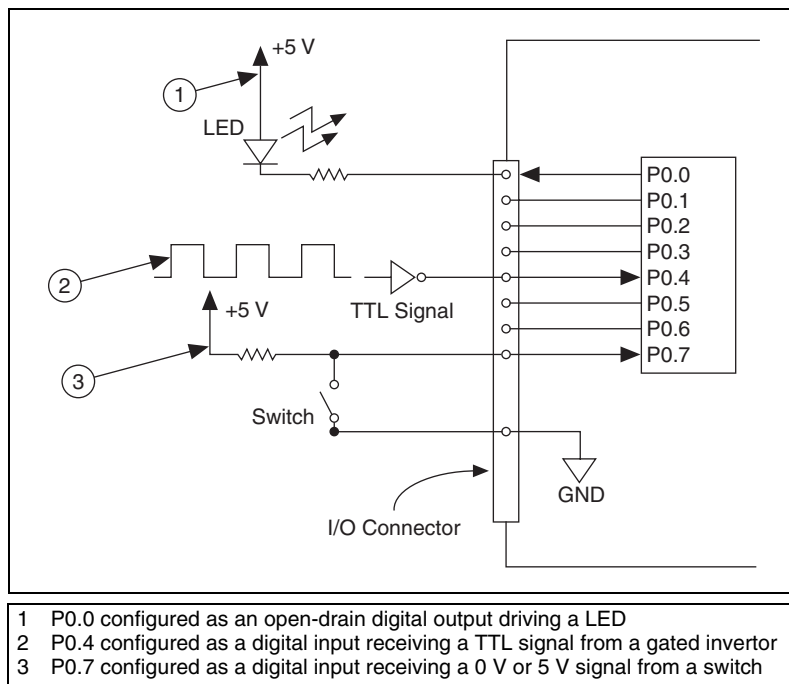 +5 V
1
LED
P0.0
P0.1
P0.2
P0.3
P0.4
P0.5
P0.6
P0.7
2
TTL Signal
+5 V
3
Switch
GND
I/O Connector
1 P0.0 configured as an open-drain digital output driving a LED
2 P0.4 configured as a digital input receiving a TTL signal from a gated invertor
3 P0.7 configured as a digital input receiving a 0 V or 5 V signal from a switch